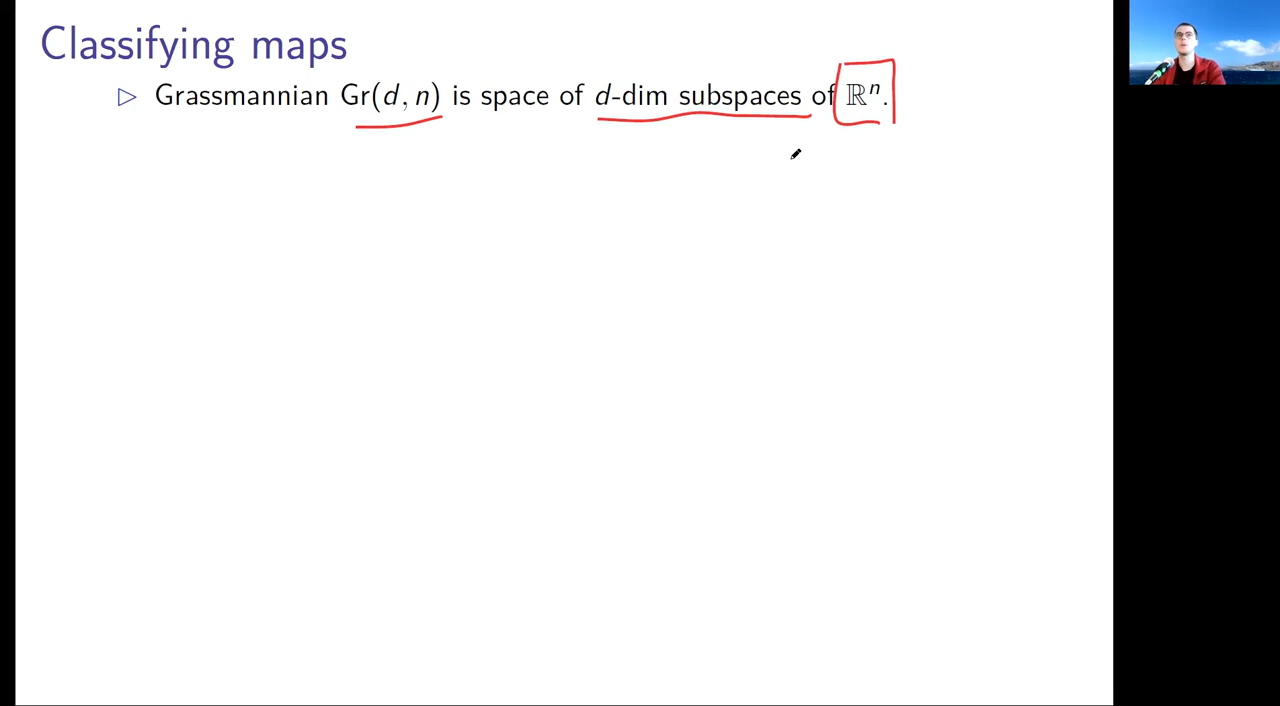 Classifying maps
▷ Grassmannian Gr(d, n) is space of d-dim subspaces of ℝⁿ.